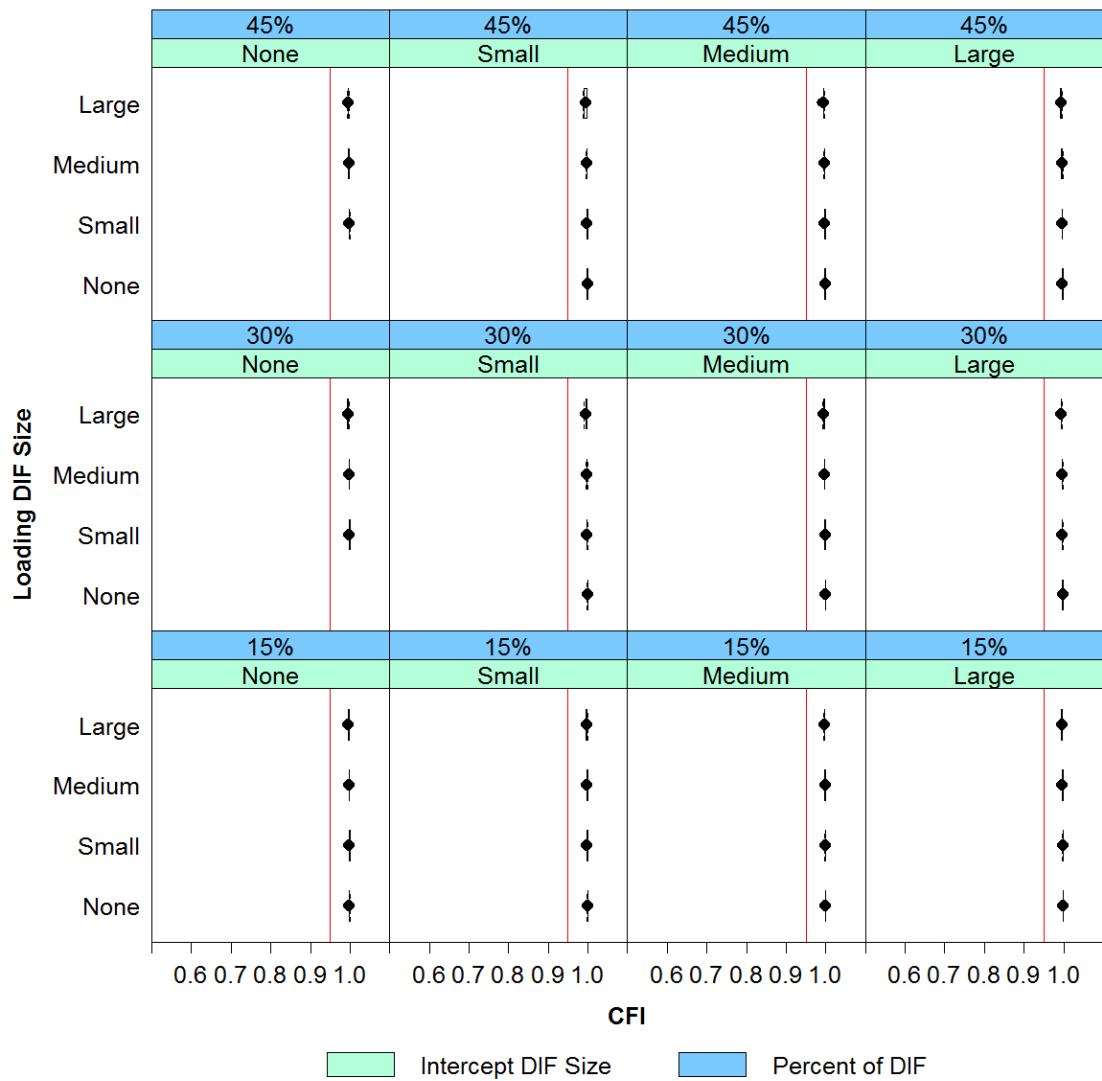 45% 45% 45% 45%
None Small Medium Large
Large
Medium
Small
None
30% 30% 30% 30%
None Small Medium Large
Large
Medium
Small
None
15% 15% 15% 15%
None Small Medium Large
Large
Medium
Small
None
Loading DIF Size
0.6 0.7 0.8 0.9 1.0 0.6 0.7 0.8 0.9 1.0 0.6 0.7 0.8 0.9 1.0 0.6 0.7 0.8 0.9 1.0
CFI
Intercept DIF Size Percent of DIF